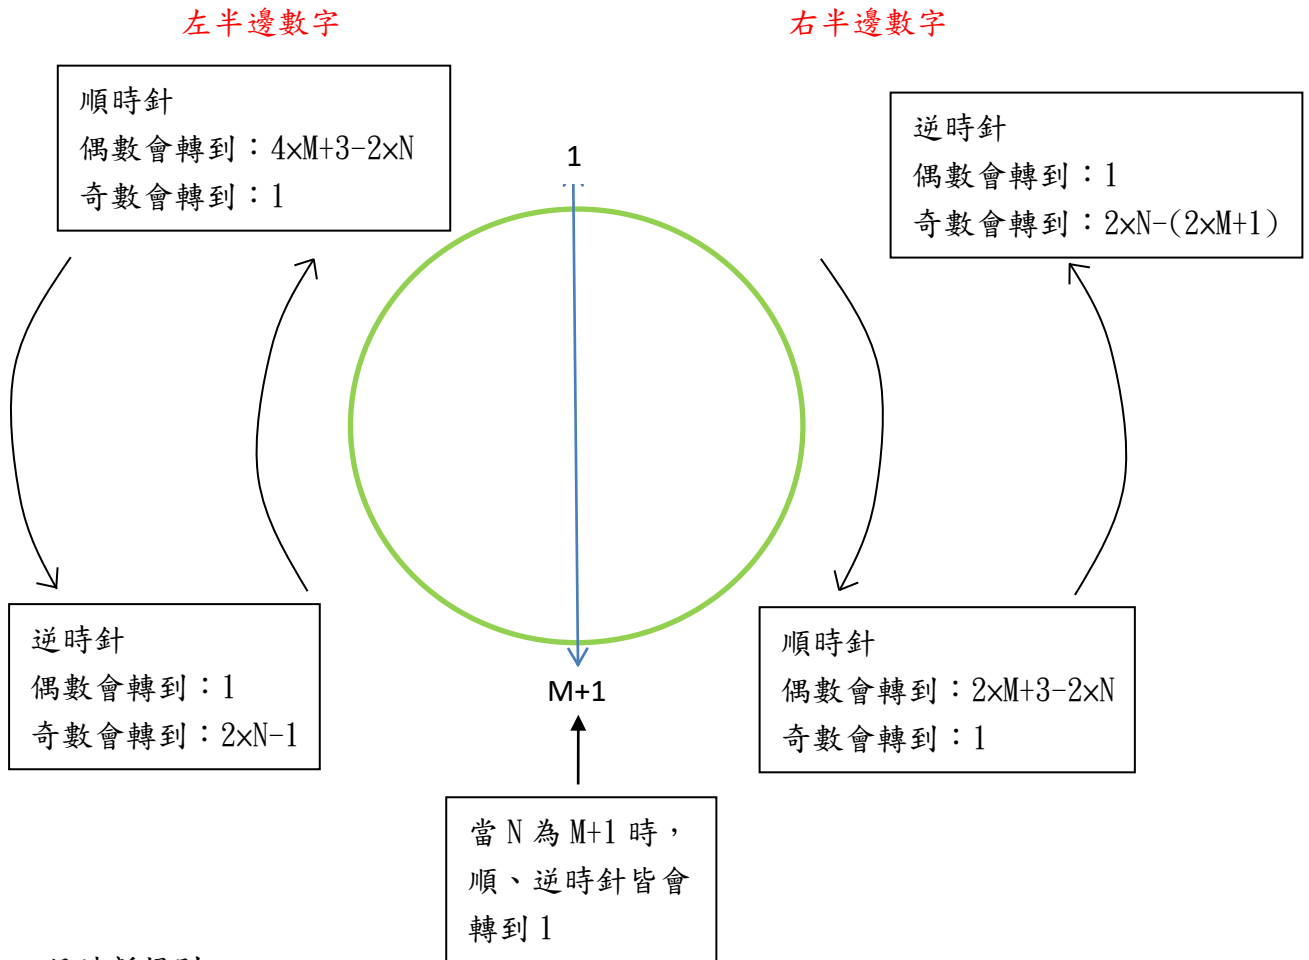 左半邊數字
右半邊數字
順時針
偶數會轉到：4×M+3-2×N
奇數會轉到：1
逆時針
偶數會轉到：1
奇數會轉到：2×N-(2×M+1)
1
逆時針
偶數會轉到：1
奇數會轉到：2×N-1
順時針
偶數會轉到：2×M+3-2×N
奇數會轉到：1
M+1
當 N 為 M+1 時，
順、逆時針皆會
轉到 1